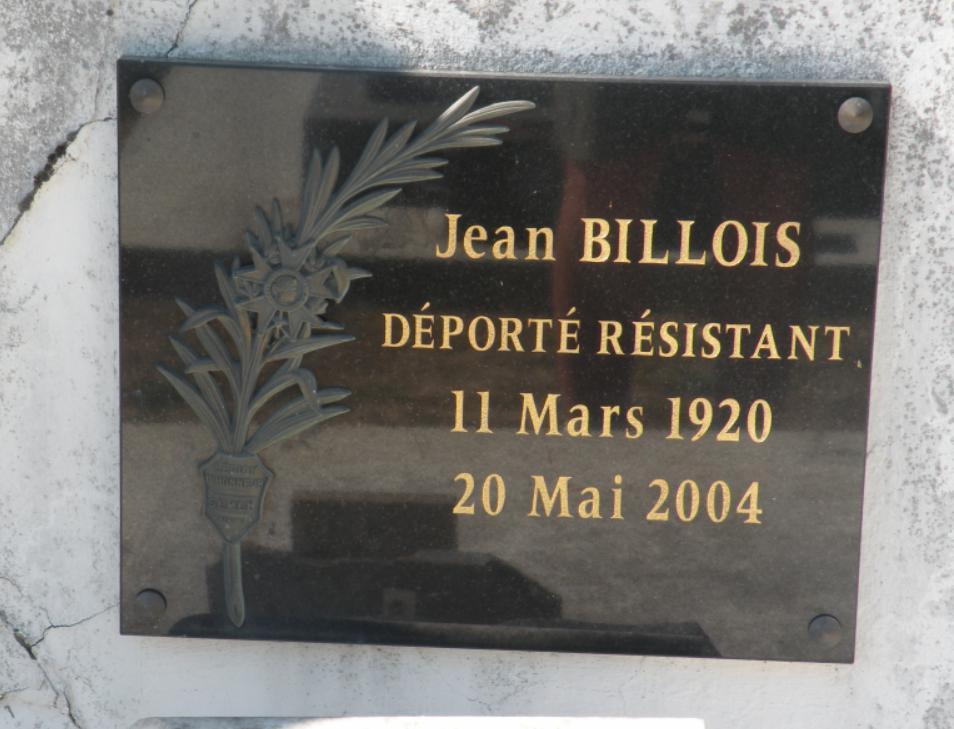 Jean BILLOIS
DÉPORTÉ RÉSISTANT
11 Mars 1920
20 Mai 2004